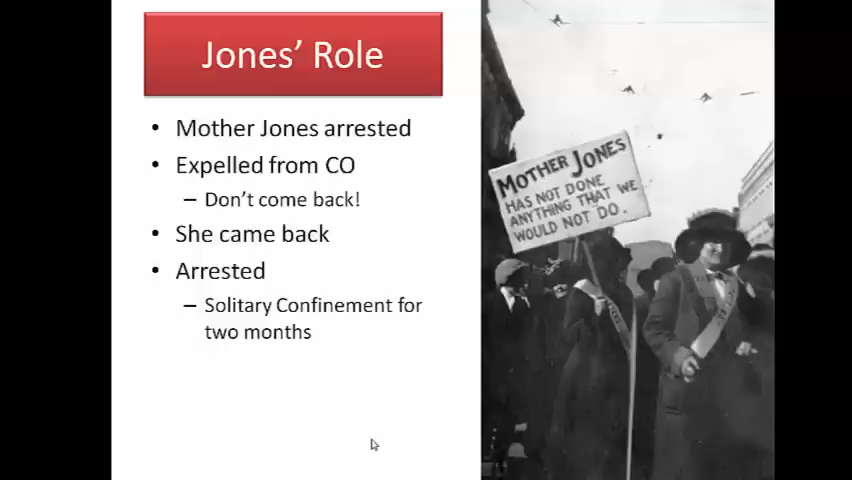 Jones’ Role
• Mother Jones arrested
• Expelled from CO
– Don’t come back!
• She came back
• Arrested
– Solitary Confinement for
two months
MOTHER JONES
HAS NOT DONE
ANYTHING THAT WE
WOULD NOT DO.